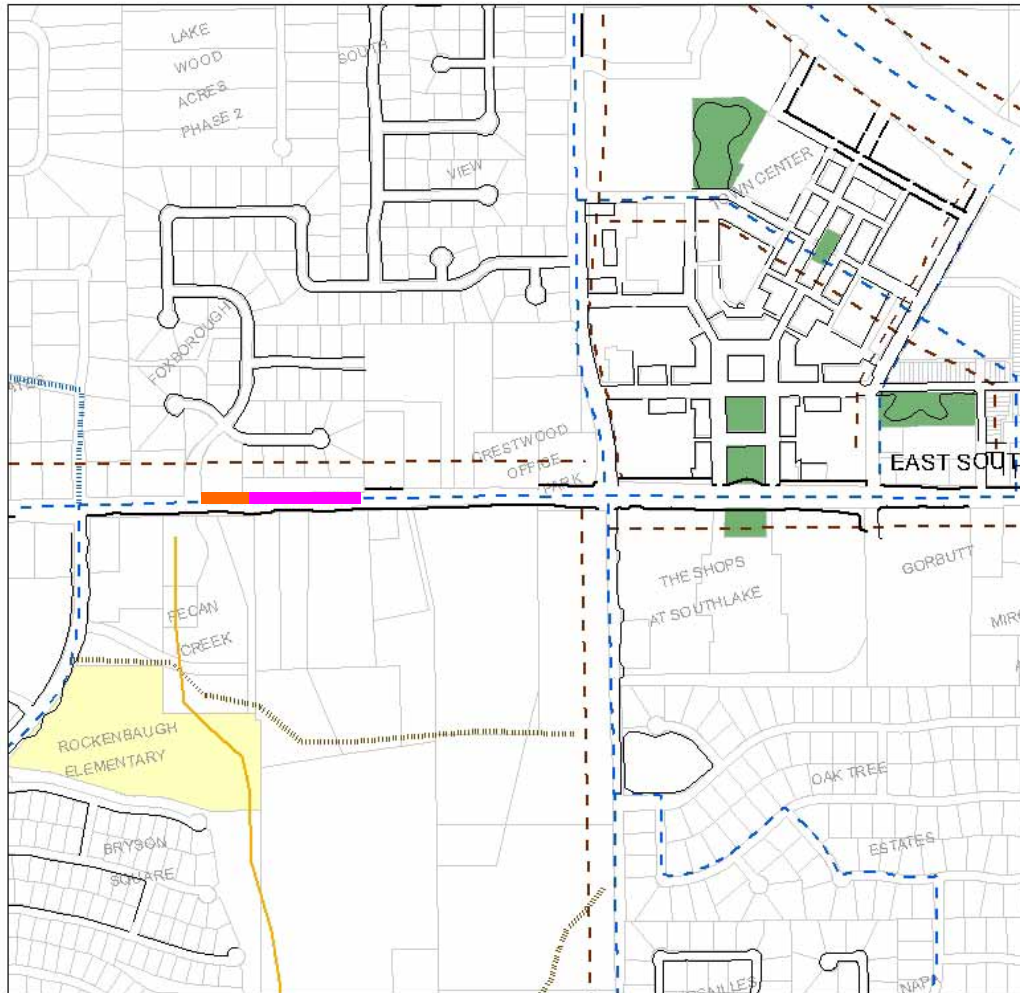 LAKE
WOOD
ACRES
PHASE 2
SOUTH
VIEW
TOWN CENTER
FOXBOROUGH
CRESTWOOD
OFFICE
PARK
EAST SOUT
THE SHOPS
AT SOUTHLAKE
GORBUTT
PECAN
CREEK
ROCKENBAUGH
ELEMENTARY
OAK TREE
ESTATES
BRYSON
SQUARE
NAPA